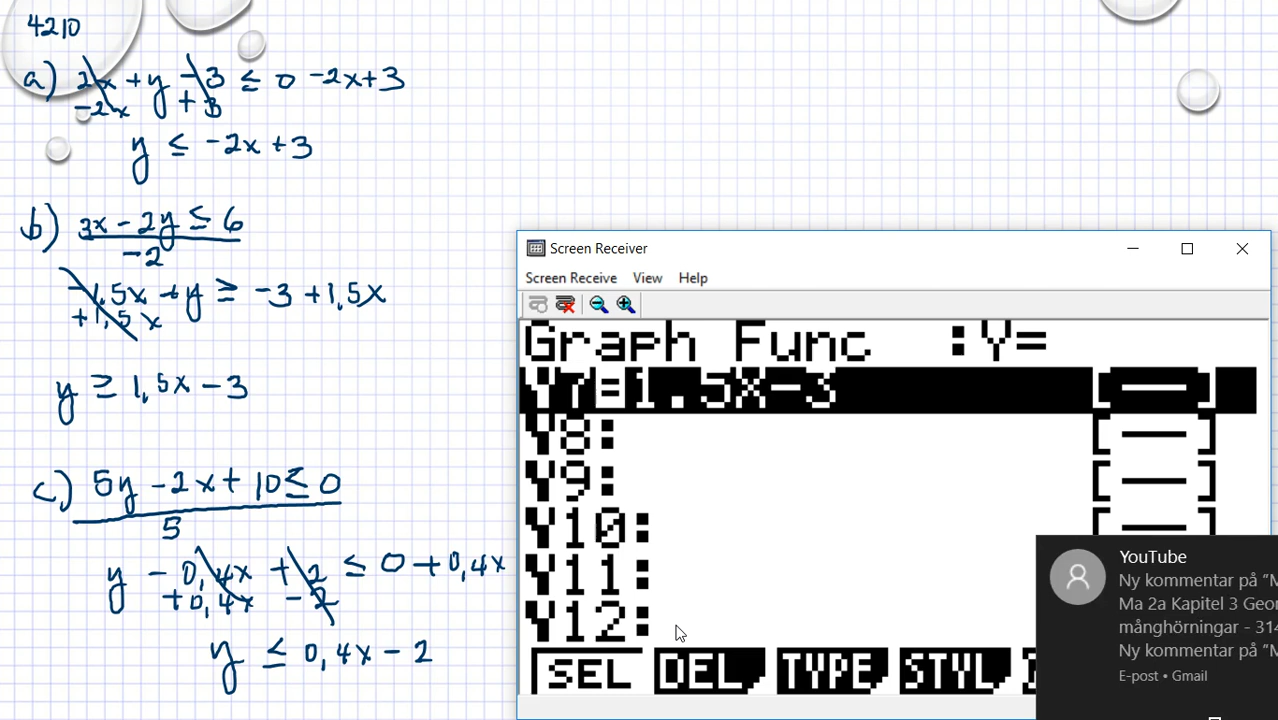 4210
a) 2x + y - 3 ≤ 0 -2x+3
-2x + 3
y ≤ -2x + 3
b) 3x - 2y ≤ 6
-2
-1,5x + y ≥ -3 + 1,5x
+1,5x
y ≥ 1,5x - 3
c) 5y - 2x + 10 ≤ 0
5
y - 0,4x + 2 ≤ 0 + 0,4x
+0,4x - 2
y ≤ 0,4x - 2
Screen Receiver
Screen Receive View Help
Graph Func :Y=
Y7=1.5x-3 [—]
Y8: [—]
Y9: [—]
Y10: [—]
Y11:
Y12:
SEL DEL TYPE STYL
YouTube
Ny kommentar på "M
Ma 2a Kapitel 3 Geo
månghörningar - 314
Ny kommentar på "M
E-post • Gmail